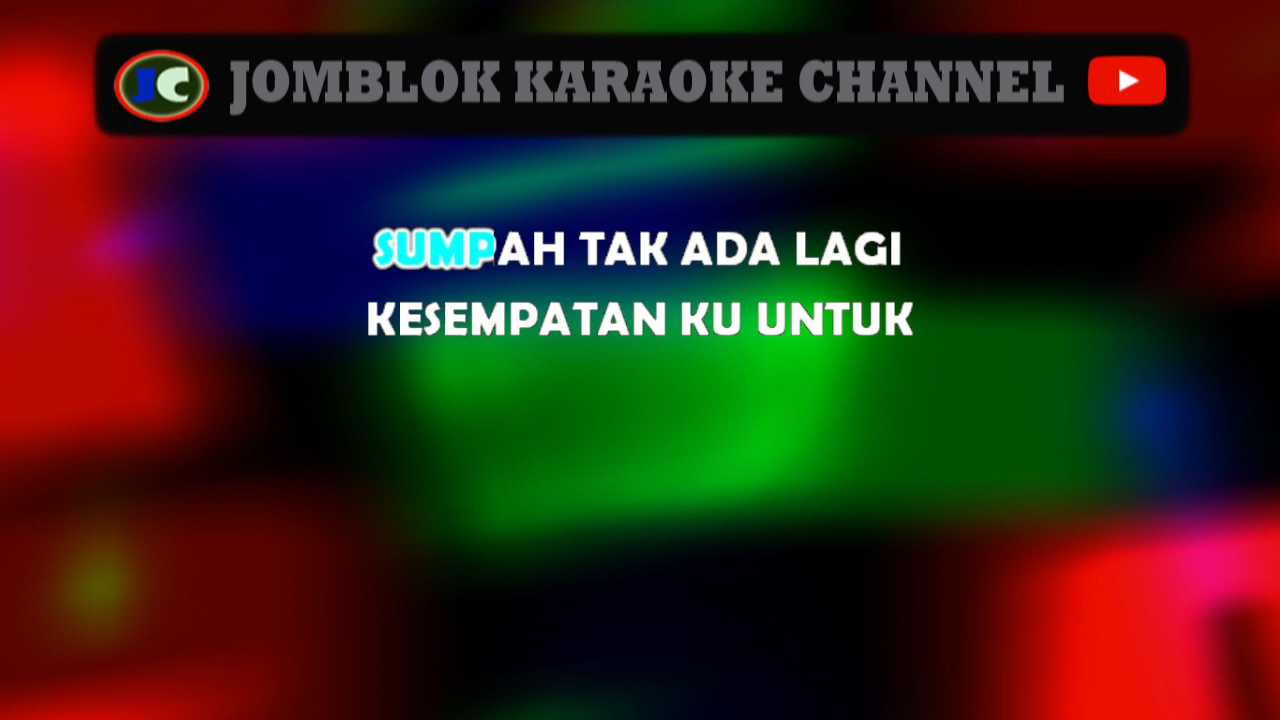 JC JOMBLOK KARAOKE CHANNEL
SUMPAH TAK ADA LAGI
KESEMPATAN KU UNTUK